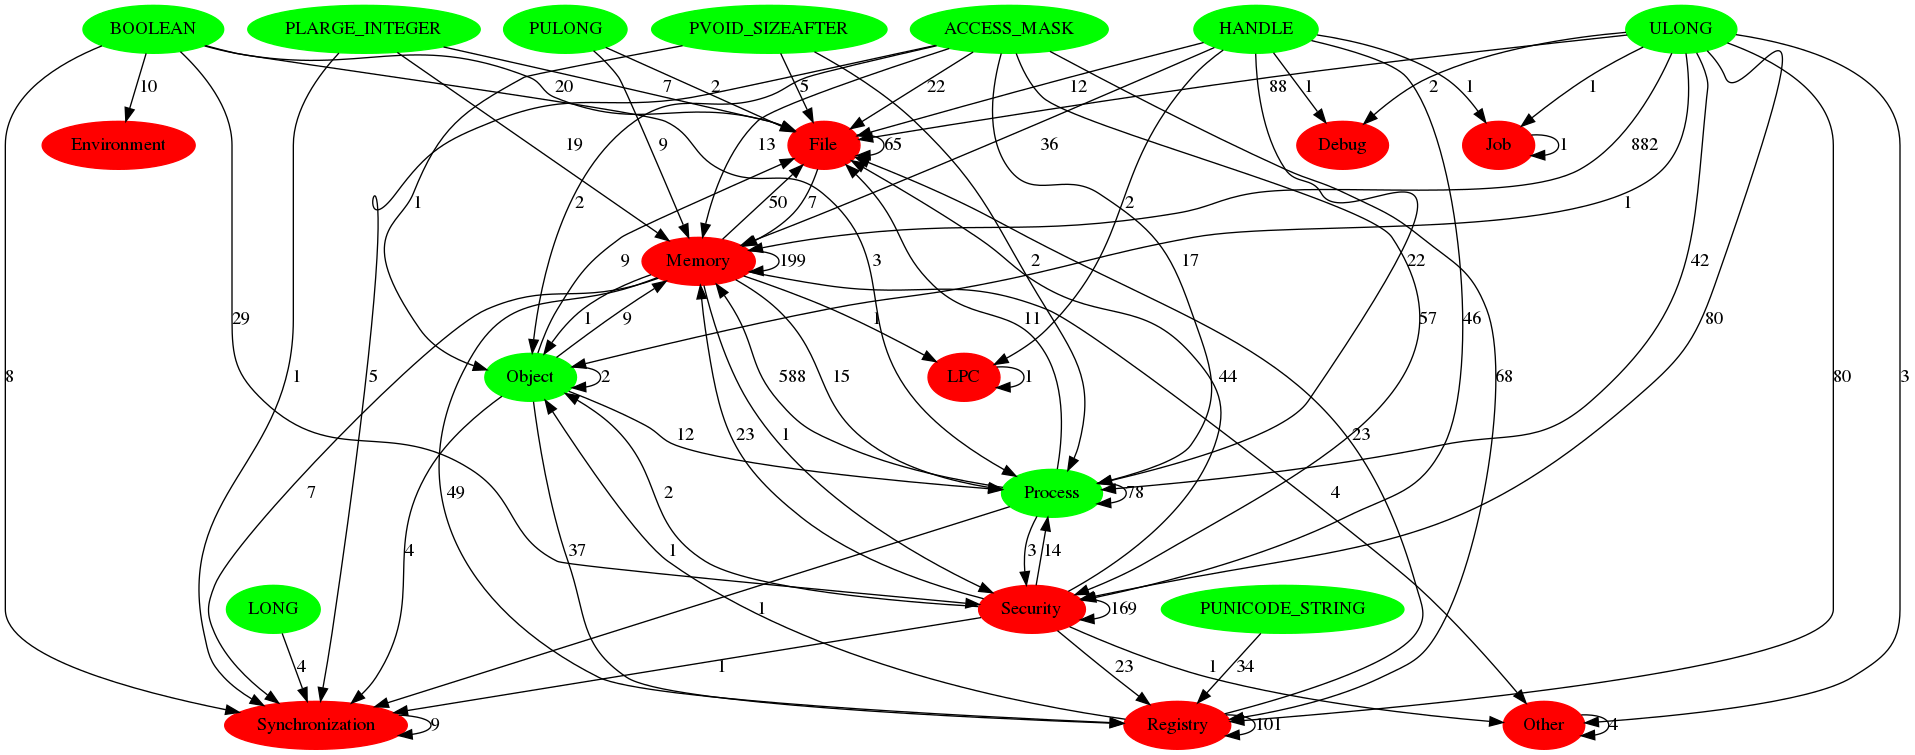 BOOLEAN PLARGE_INTEGER PULONG PVOID_SIZEAFTER ACCESS_MASK HANDLE ULONG
10 20 7 2 5 22 12 1 88 2 1 1
Environment File 65 Debug Job 1
19 9 13 36 882
1 2 2 1
3 17
50 7
Memory 199 9 2 22 42
29 1 9 1 11 57 46 80
8 1 5 Object 2 588 15 LPC 1 68 80 3
12 23 1 44 23
7 49 2 Process 78 4
4 37 1 3 14
LONG 1 Security 169 PUNICODE_STRING
4 1 23 1 34
Synchronization 9 Registry 101 Other 4